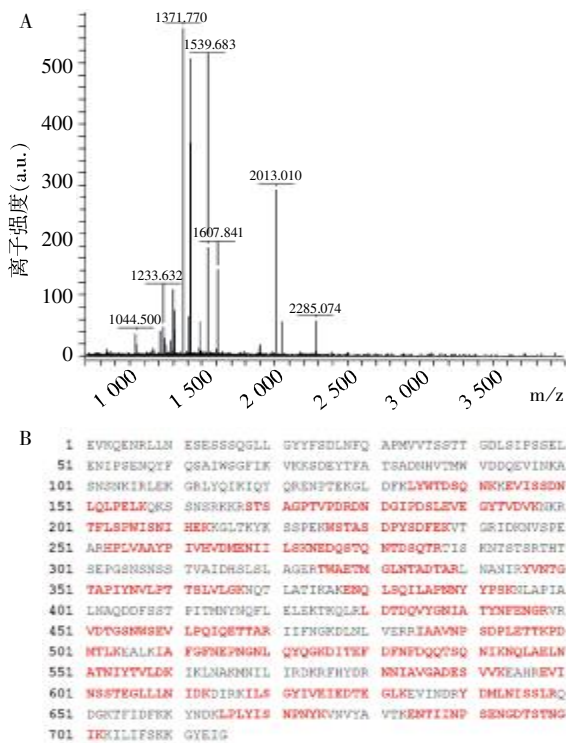 A
1371.770
1539.683
2013.010
1607.841
1233.632
1044.500
2285.074
离子强度(a.u.)
500
400
300
200
100
0
1 000
1 500
2 000
2 500
3 000
3 500
m/z
B
1 EVKQENRLLN ESESSSQGLL GYYFSDLNFQ APMVVTSSTT GDLSIPSSEL
51 ENIPSENQYF QSAIWSGFIK VKKSDEYTFA TSADNHVTMW VDDQEVINKA
101 SNSNKIRLEK GRLYQIKIQY QRENPTEKGL DFKLYWTDSQ NKKEVISSDN
151 LQLPELKQKS SNSRKKRSTS AGPTVPDRDN DGIPDSLEVE GYTVDVKNKR
201 TFLSPWISNI HEKKGLTKYK SSPEKWSTAS DPYSDFEKVT GRIDKNVSPE
251 ARHPLVAAYP IVHVDMENII LSKNEDQSTQ NTDSQTRTIS KNTSTSRTHT
301 SEPGSNSNSS TVAIDHSLSL AGERTWAETM GLNTADTARL NANIRYVNTG
351 TAPIYNVLPT TSLVLGKNQT LATIKAKENQ LSQILAPNNY YPSKNLAPIA
401 LNAQDDFSST PITMNYNQFL ELEKTKQLRL DTDQVYGNIA TYNFENGRVR
451 VDTGSNWSEV LPQIQETTAR IIFNGKDLNL VERRIAAVNP SDPLETTKPD
501 MTLKEALKIA FGFNEPNGNL QYQGKDITEF DFNFDQQTSQ NIKNQLAELN
551 ATNIYTVLDK IKLNAKMNIL IRDKRFHYDR NNIAVGADES VVKEAHREVI
601 NSSTEGLLLN IDKDIRKILS GYIVEIEDTE GLKEVINDRY DMLNISSLRQ
651 DGKTFIDFKK YNDKLPLYIS NPNYKVNVYA VTKENTIINP SENGDTSTNG
701 IKKILIFSKK GYEIG